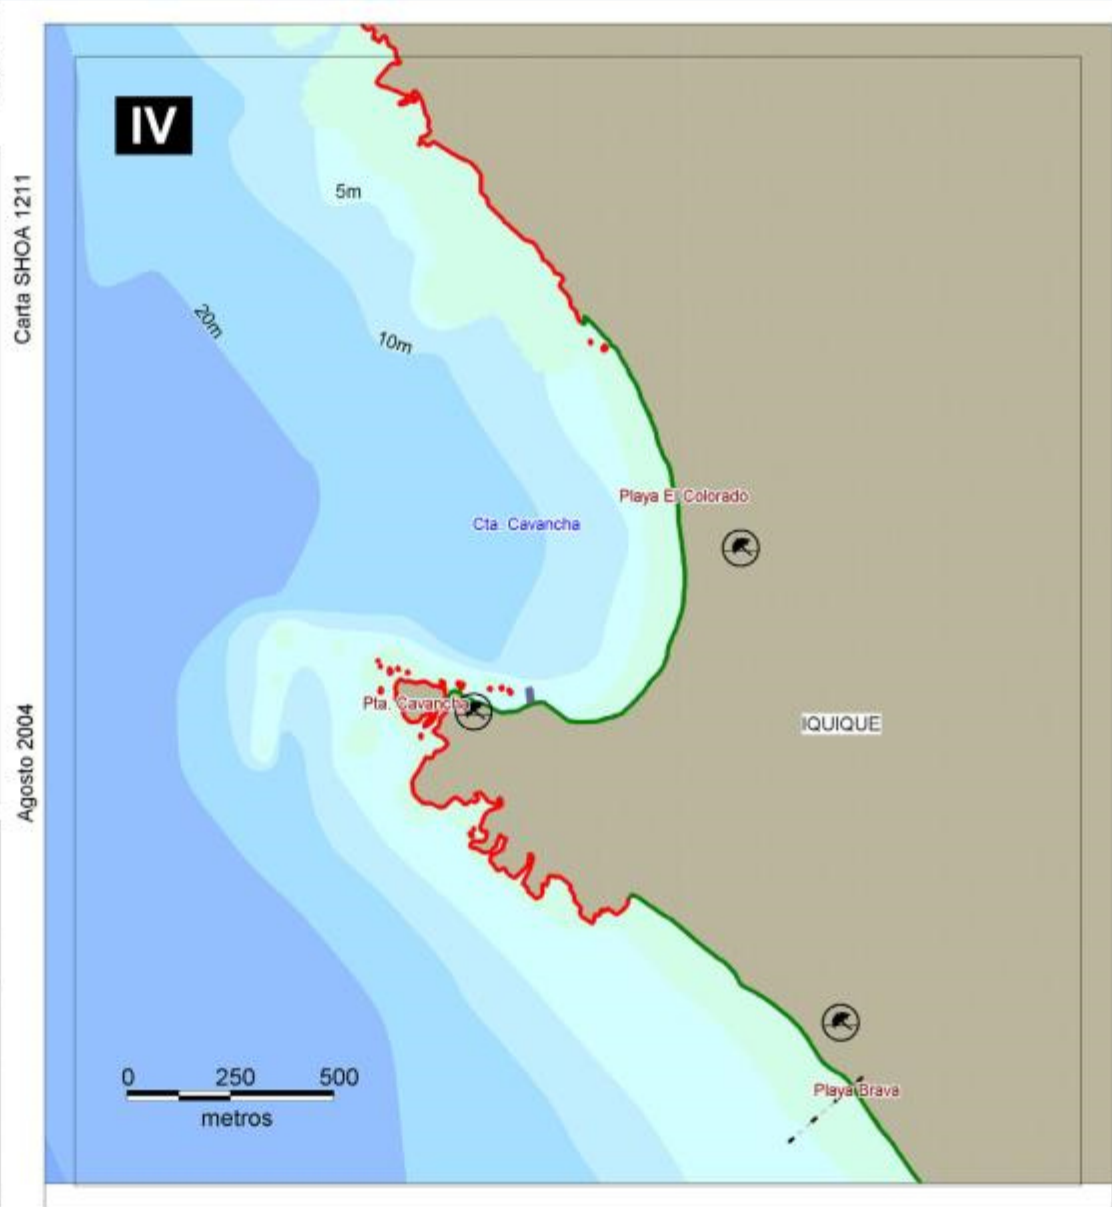 IV
Carta SHOA 1211
5m
20m
10m
Playa El Colorado
Cta. Cavancha
Pta. Cavancha
IQUIQUE
Agosto 2004
0 250 500
metros
Playa Brava